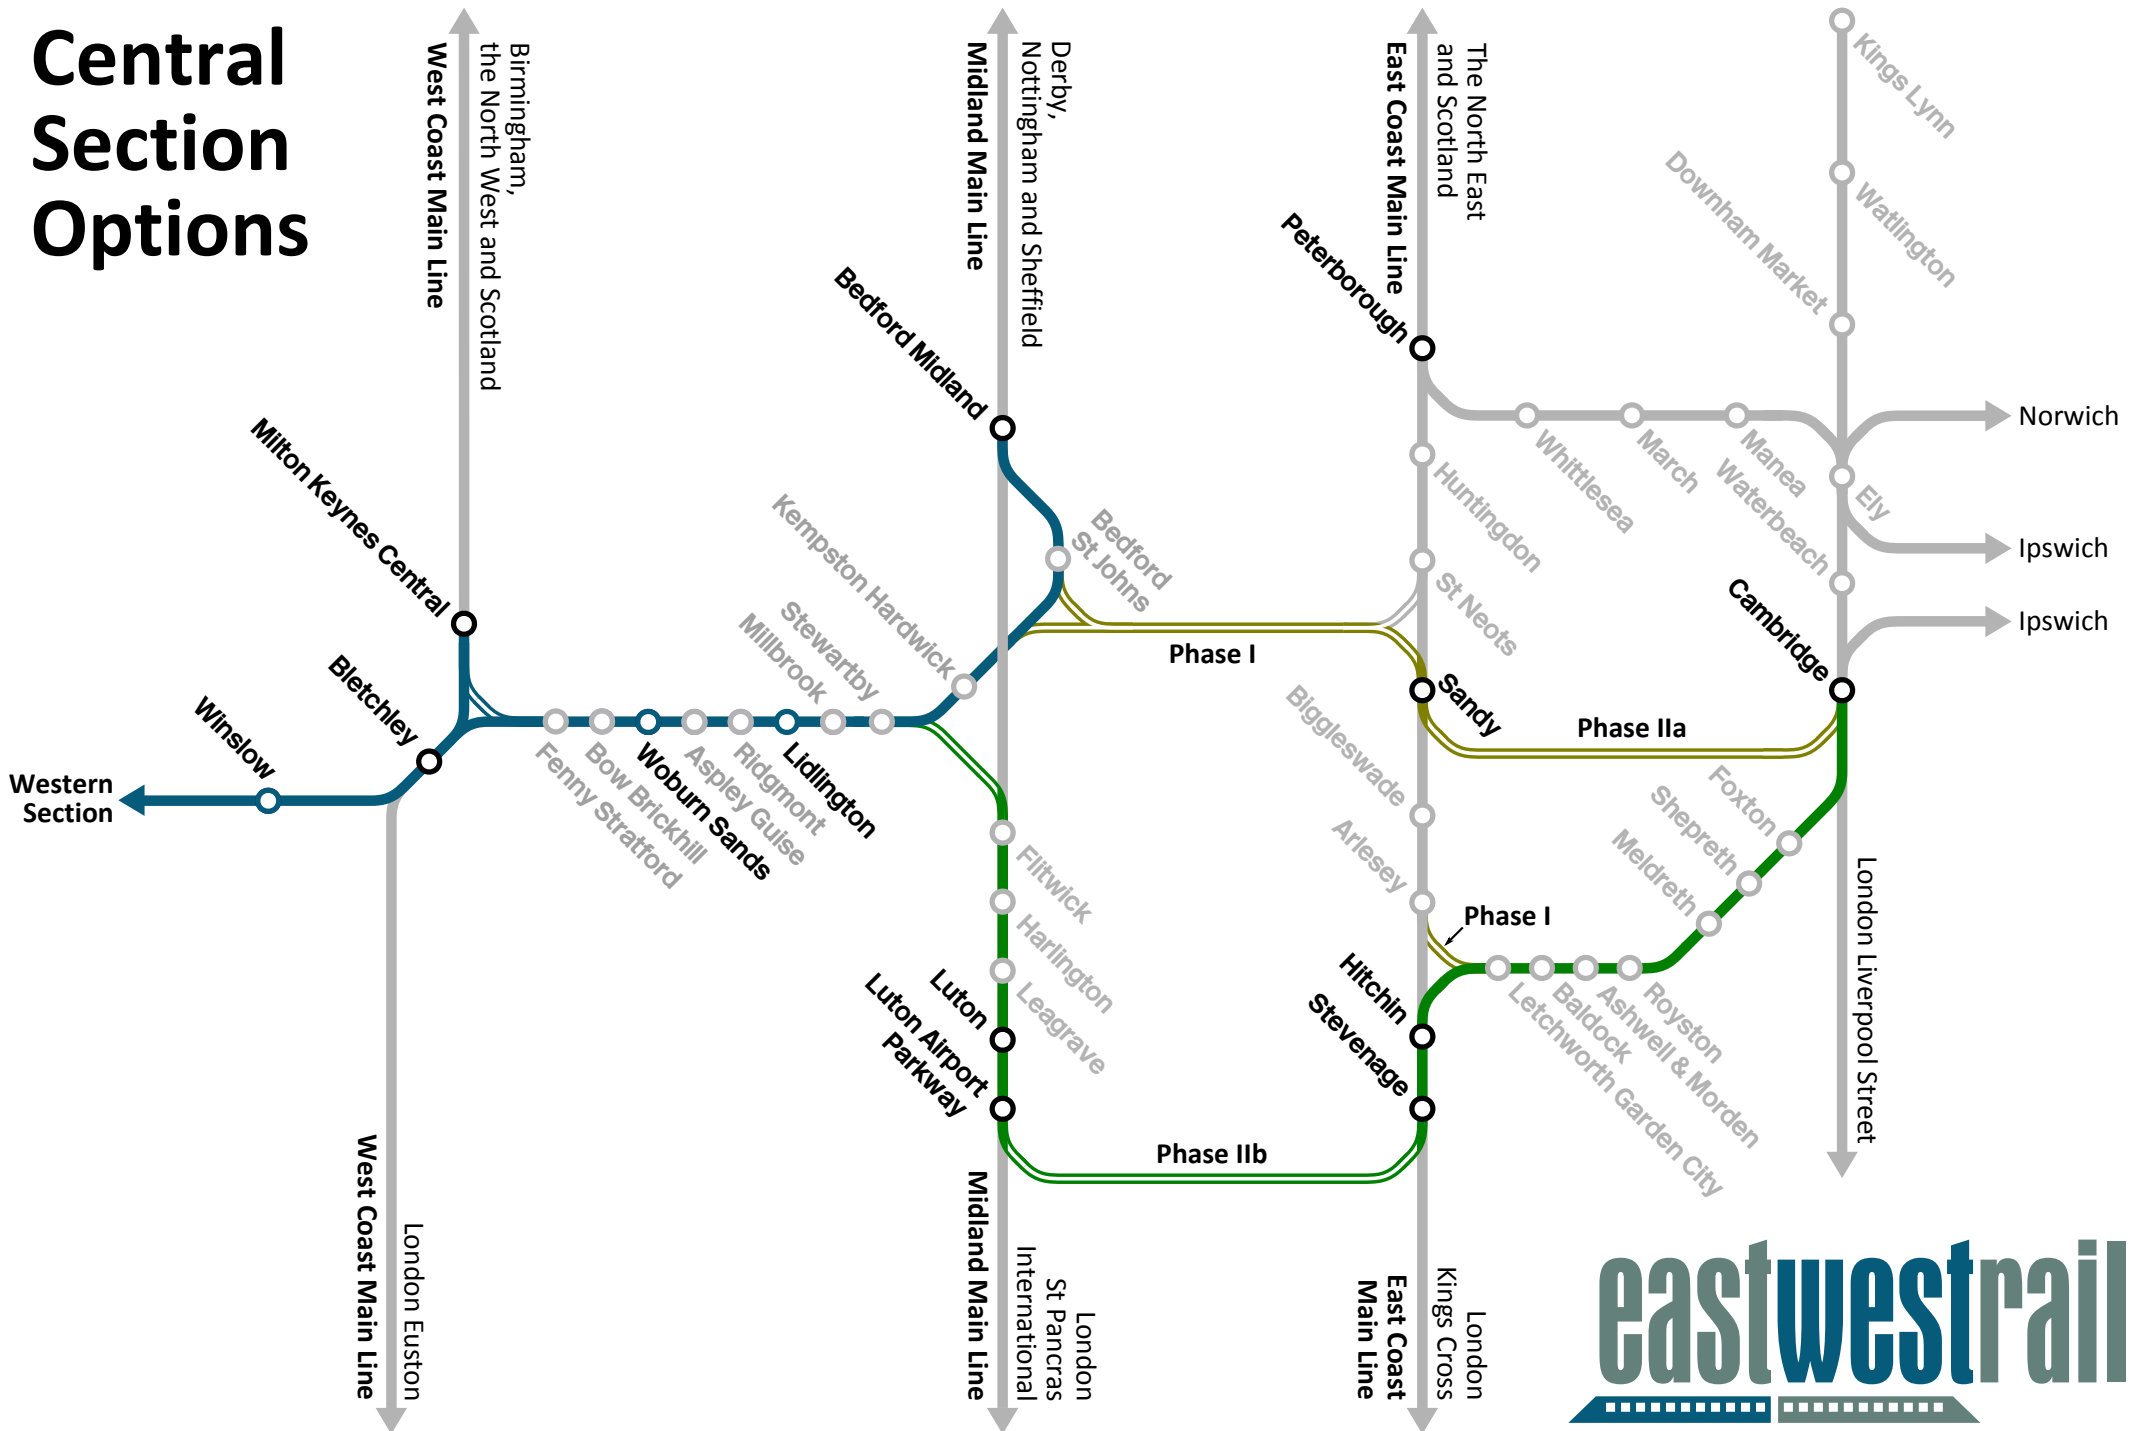 Central
Section
Options
Birmingham,
the North West and Scotland
West Coast Main Line
Derby,
Nottingham and Sheffield
Midland Main Line
The North East
and Scotland
East Coast Main Line
Kings Lynn
Watlington
Downham Market
Peterborough
Bedford Midland
Norwich
Whittlesea
March
Manea
Waterbeach
Ely
Ipswich
Ipswich
Huntingdon
St Neots
Milton Keynes Central
Kempston Hardwick
Bedford
St Johns
Stewartby
Millbrook
Phase I
Cambridge
Sandy
Phase IIa
Bletchley
Winslow
Western
Section
Fenny Stratford
Bow Brickhill
Woburn Sands
Aspley Guise
Ridgmont
Lidlington
Biggleswade
Arlesey
Foxton
Shepreth
Meldreth
Flitwick
Harlington
Leagrave
Luton
Luton Airport
Parkway
Phase I
Hitchin
Stevenage
Letchworth Garden City
Baldock
Ashwell & Morden
Royston
London Liverpool Street
Phase IIb
West Coast Main Line
London Euston
Midland Main Line
London
St Pancras
International
East Coast
Main Line
London
Kings Cross
eastwestrail